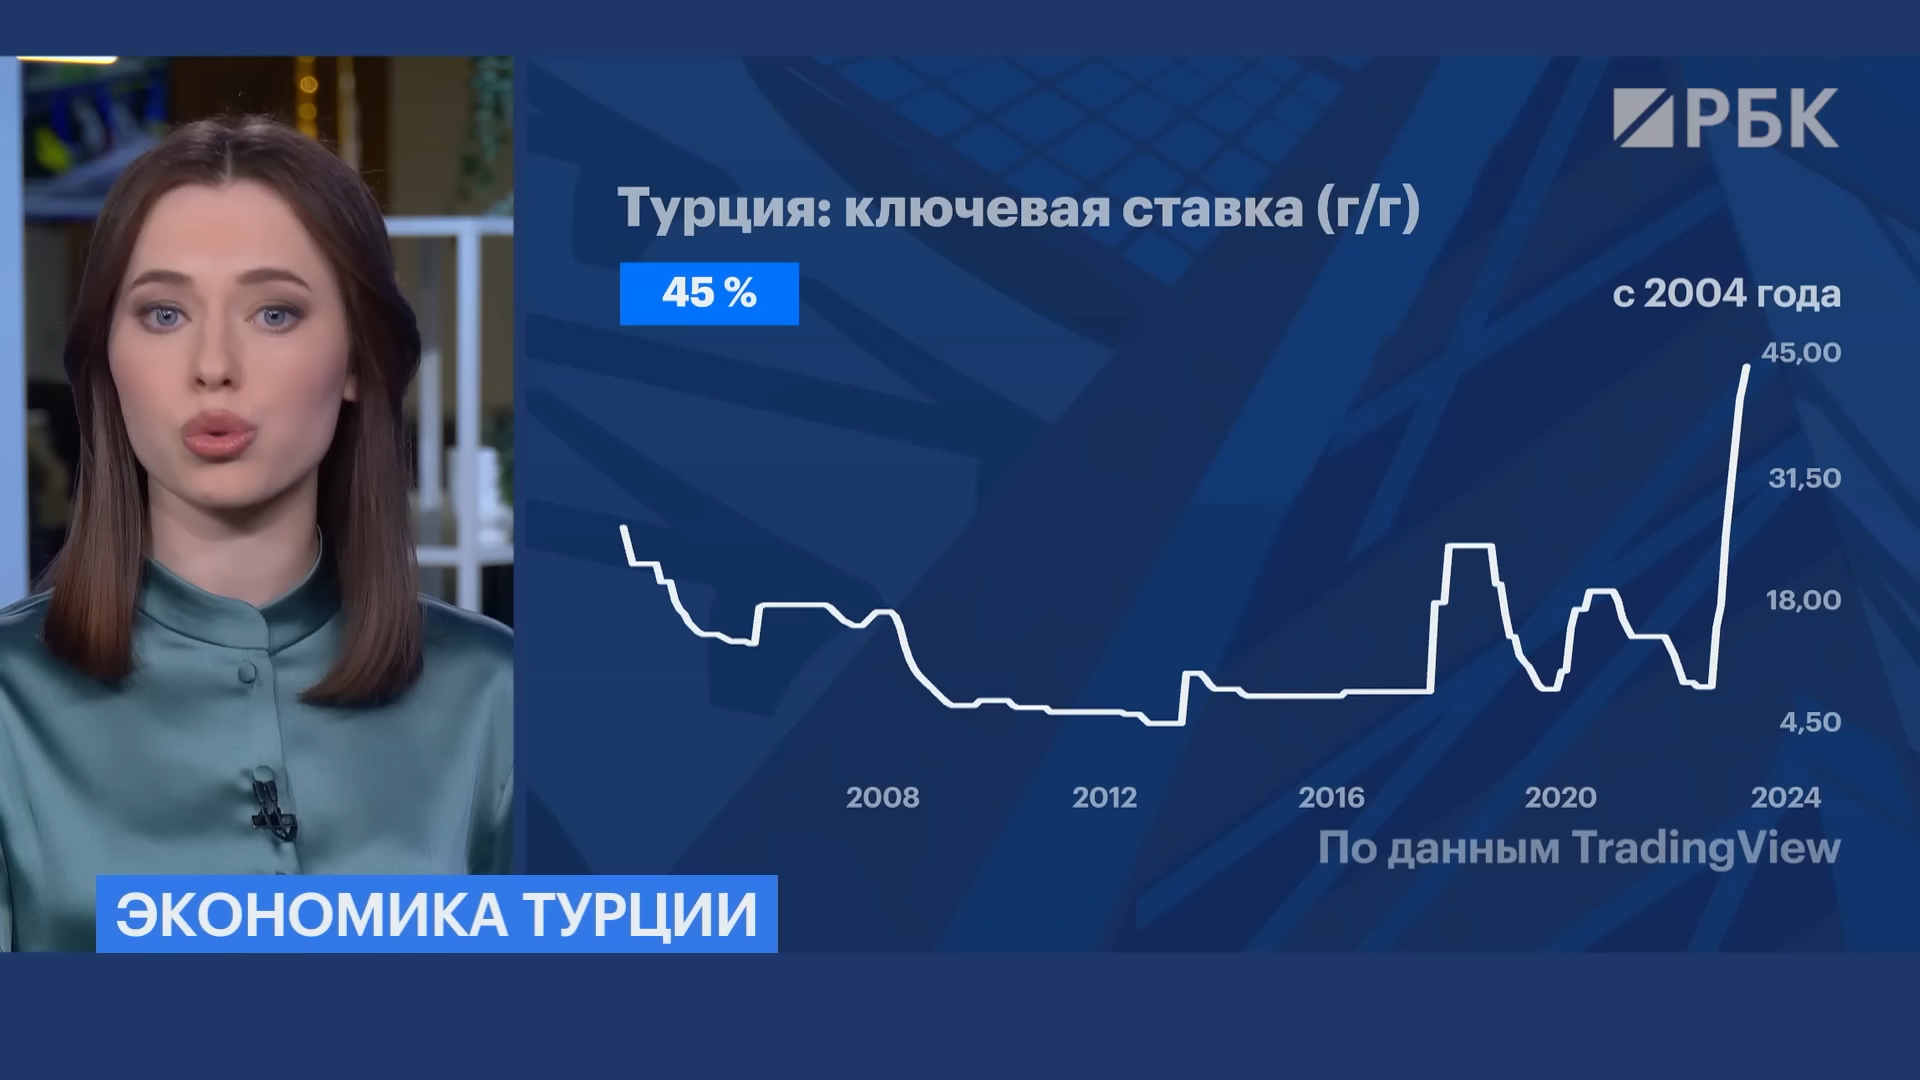 РБК
Турция: ключевая ставка (г/г)
45 %
с 2004 года
45,00
31,50
18,00
4,50
2008 2012 2016 2020 2024
По данным TradingView
ЭКОНОМИКА ТУРЦИИ